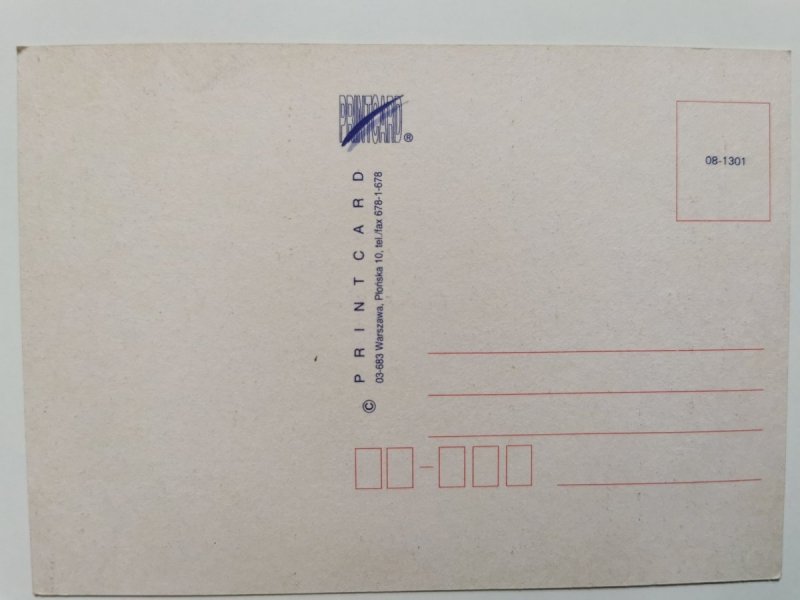 PRINTCARD®
© PRINTCARD
03-683 Warszawa, Płońska 10, tel./fax 678-1-678
08-1301